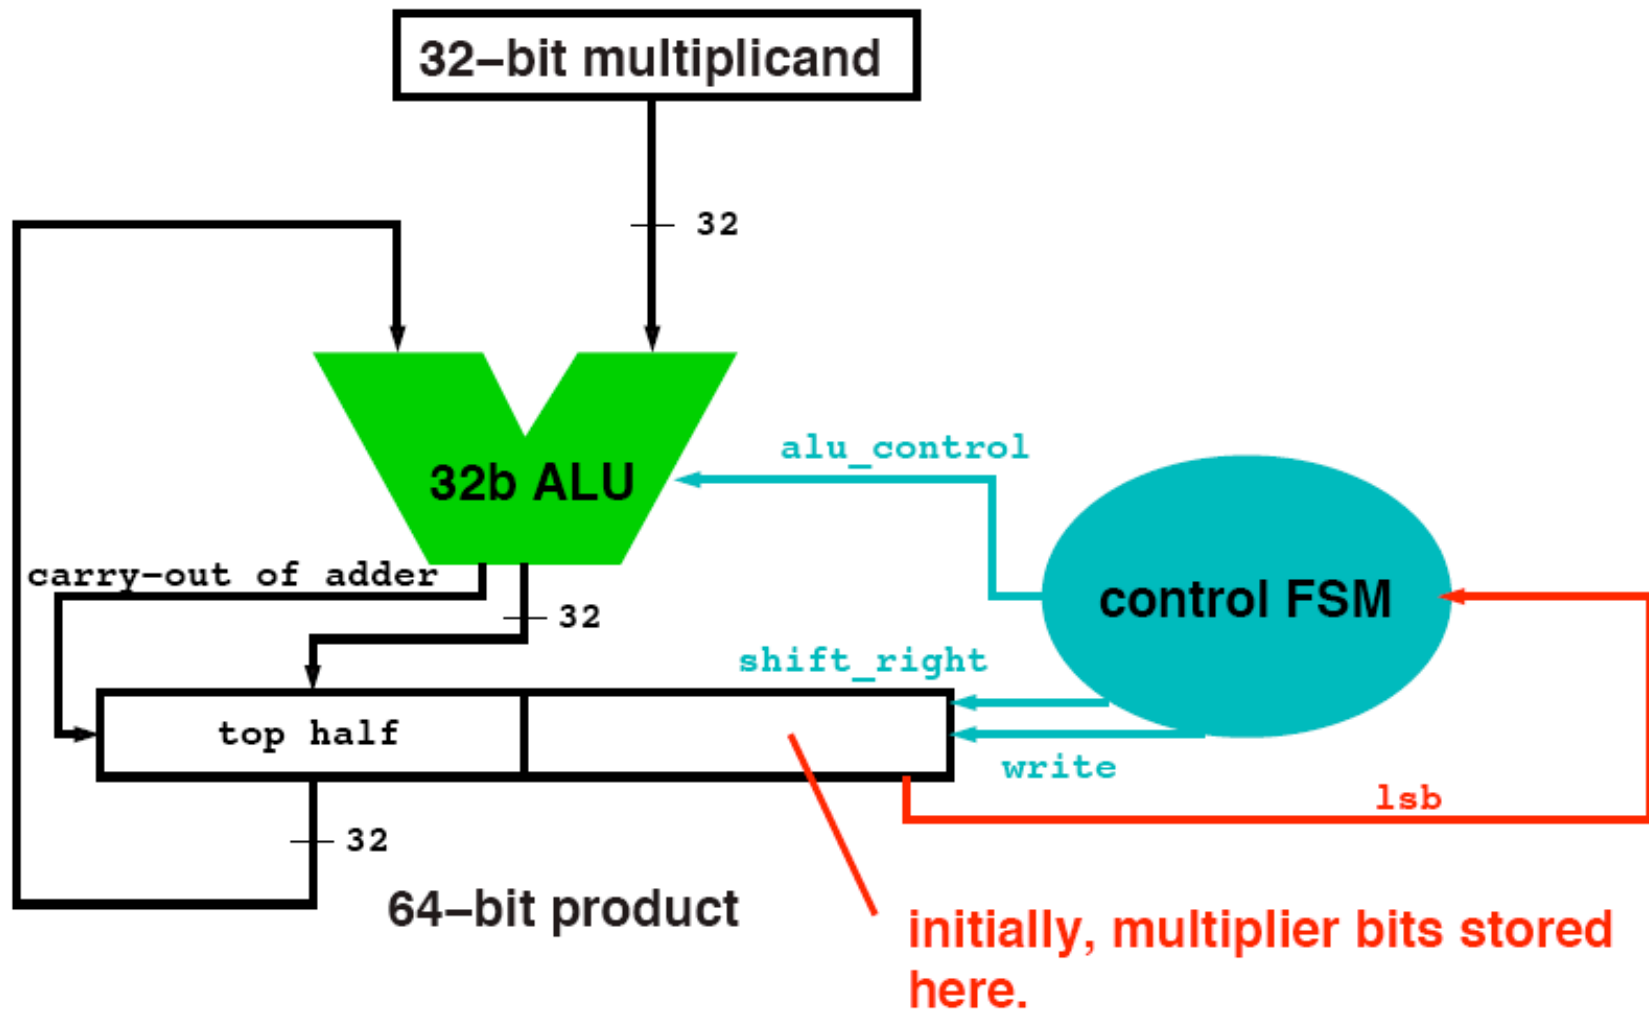 32-bit multiplicand
32
alu_control
32b ALU
carry-out of adder
control FSM
32
shift_right
top half
write
lsb
32
64-bit product
initially, multiplier bits stored
here.